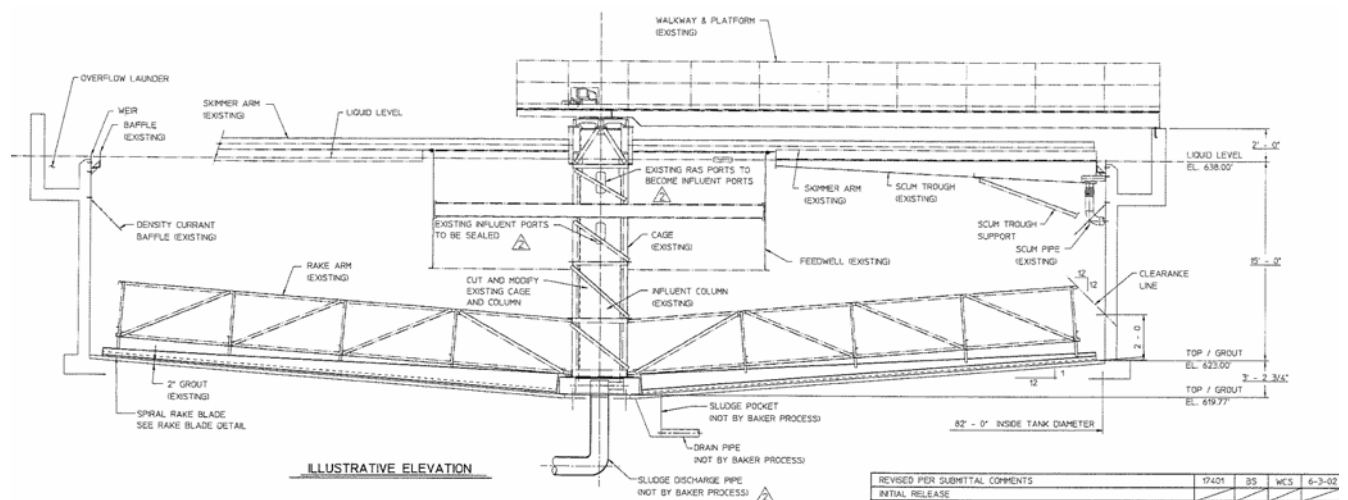 WALKWAY & PLATFORM
(EXISTING)
OVERFLOW LAUNDER
WEIR
BAFFLE
(EXISTING)
SKIMMER ARM
(EXISTING)
LIQUID LEVEL
2' - 0"
LIQUID LEVEL
EL. 638.00'
EXISTING RAS PORTS TO
BECOME INFLUENT PORTS
2
SKIMMER ARM
(EXISTING)
SCUM TROUGH
(EXISTING)
DENSITY CURRANT
BAFFLE (EXISTING)
EXISTING INFLUENT PORTS
TO BE SEALED
2
CAGE
(EXISTING)
SCUM TROUGH
SUPPORT
SCUM PIPE
(EXISTING)
FEEDWELL (EXISTING)
15' - 0"
RAKE ARM
(EXISTING)
CUT AND MODIFY
EXISTING CAGE
AND COLUMN
INFLUENT COLUMN
(EXISTING)
12
12
CLEARANCE
LINE
2 - 0
TOP / GROUT
EL. 623.00'
1
12
3' - 2 3/4"
TOP / GROUT
EL. 619.77'
2" GROUT
(EXISTING)
SPIRAL RAKE BLADE
SEE RAKE BLADE DETAIL
SLUDGE POCKET
(NOT BY BAKER PROCESS)
82' - 0" INSIDE TANK DIAMETER
DRAIN PIPE
(NOT BY BAKER PROCESS)
ILLUSTRATIVE ELEVATION
SLUDGE DISCHARGE PIPE
(NOT BY BAKER PROCESS)
2
REVISED PER SUBMITTAL COMMENTS 17401 BS WCS 6-3-02
INITIAL RELEASE